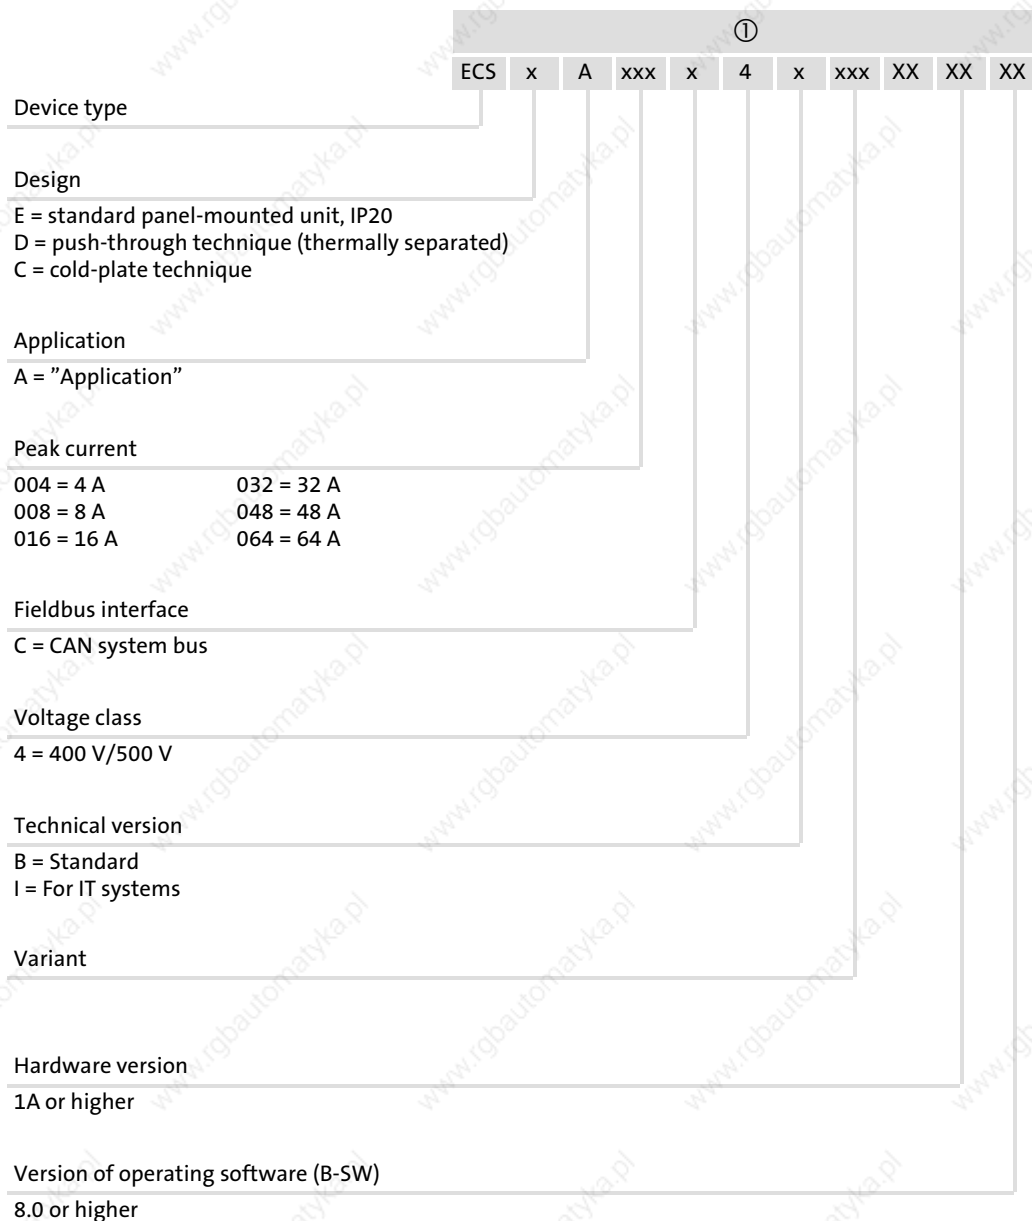 ①
ECS x A xxx x 4 x xxx XX XX XX
Device type
Design
E = standard panel-mounted unit, IP20
D = push-through technique (thermally separated)
C = cold-plate technique
Application
A = ”Application”
Peak current
004 = 4 A 032 = 32 A
008 = 8 A 048 = 48 A
016 = 16 A 064 = 64 A
Fieldbus interface
C = CAN system bus
Voltage class
4 = 400 V/500 V
Technical version
B = Standard
I = For IT systems
Variant
Hardware version
1A or higher
Version of operating software (B-SW)
8.0 or higher
www.rgbautomatyka.pl